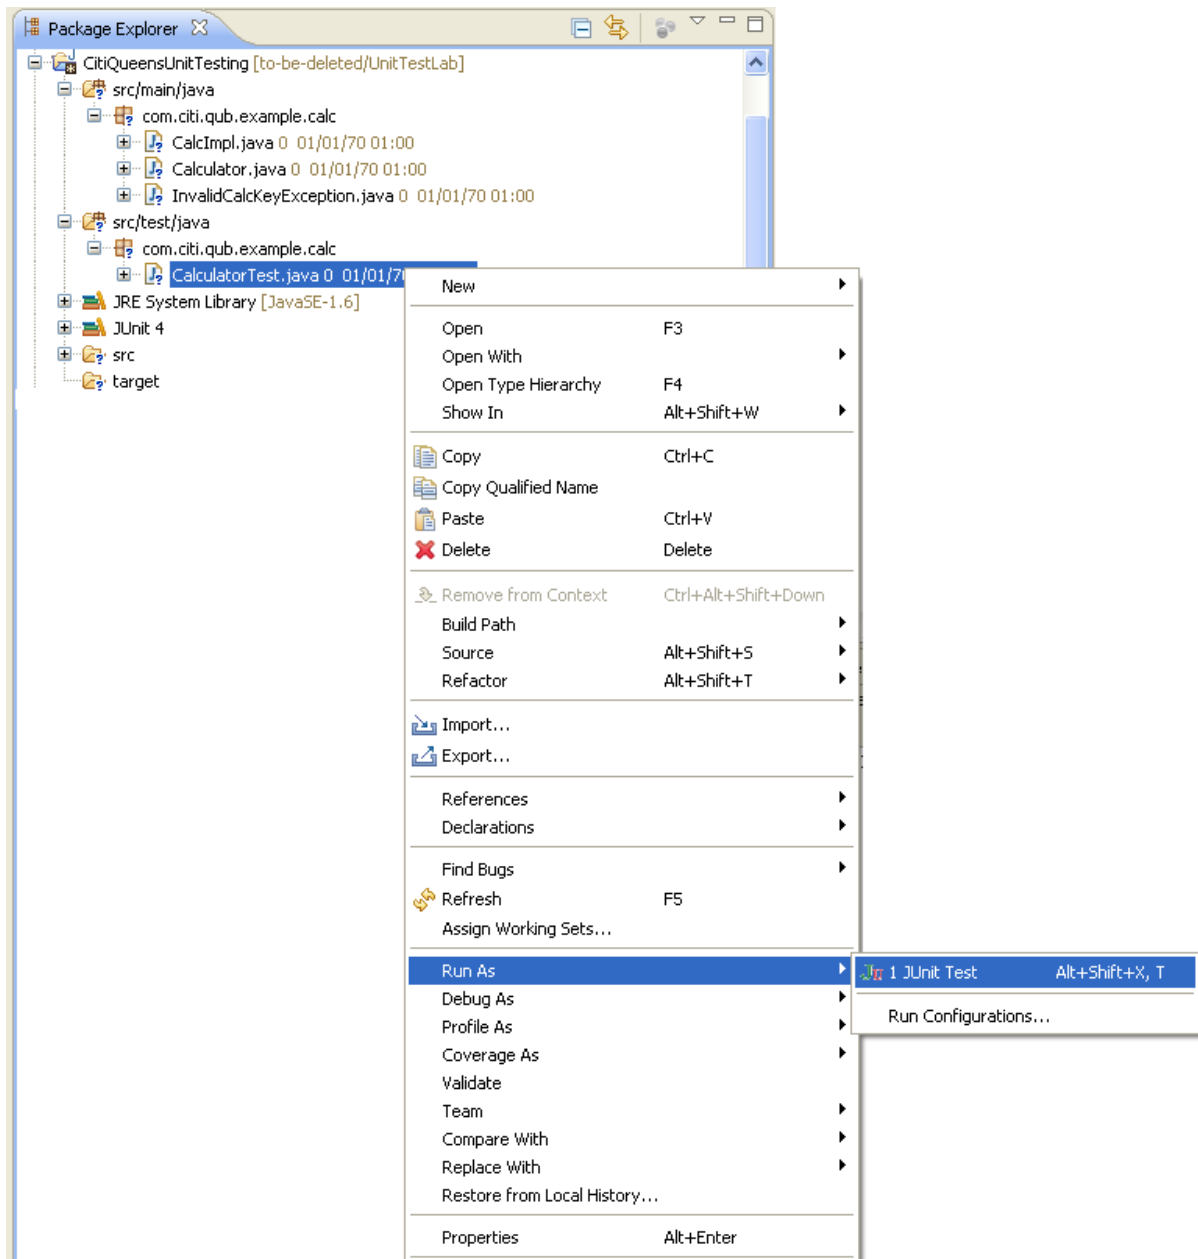 Package Explorer
CitiQueensUnitTesting [to-be-deleted/UnitTestLab]
src/main/java
com.citi.qub.example.calc
CalcImpl.java 0 01/01/70 01:00
Calculator.java 0 01/01/70 01:00
InvalidCalcKeyException.java 0 01/01/70 01:00
src/test/java
com.citi.qub.example.calc
CalculatorTest.java 0 01/01/7
JRE System Library [JavaSE-1.6]
JUnit 4
src
target
New
Open F3
Open With
Open Type Hierarchy F4
Show In Alt+Shift+W
Copy Ctrl+C
Copy Qualified Name
Paste Ctrl+V
Delete Delete
Remove from Context Ctrl+Alt+Shift+Down
Build Path
Source Alt+Shift+S
Refactor Alt+Shift+T
Import...
Export...
References
Declarations
Find Bugs
Refresh F5
Assign Working Sets...
Run As
1 JUnit Test Alt+Shift+X, T
Debug As
Run Configurations...
Profile As
Coverage As
Validate
Team
Compare With
Replace With
Restore from Local History...
Properties Alt+Enter